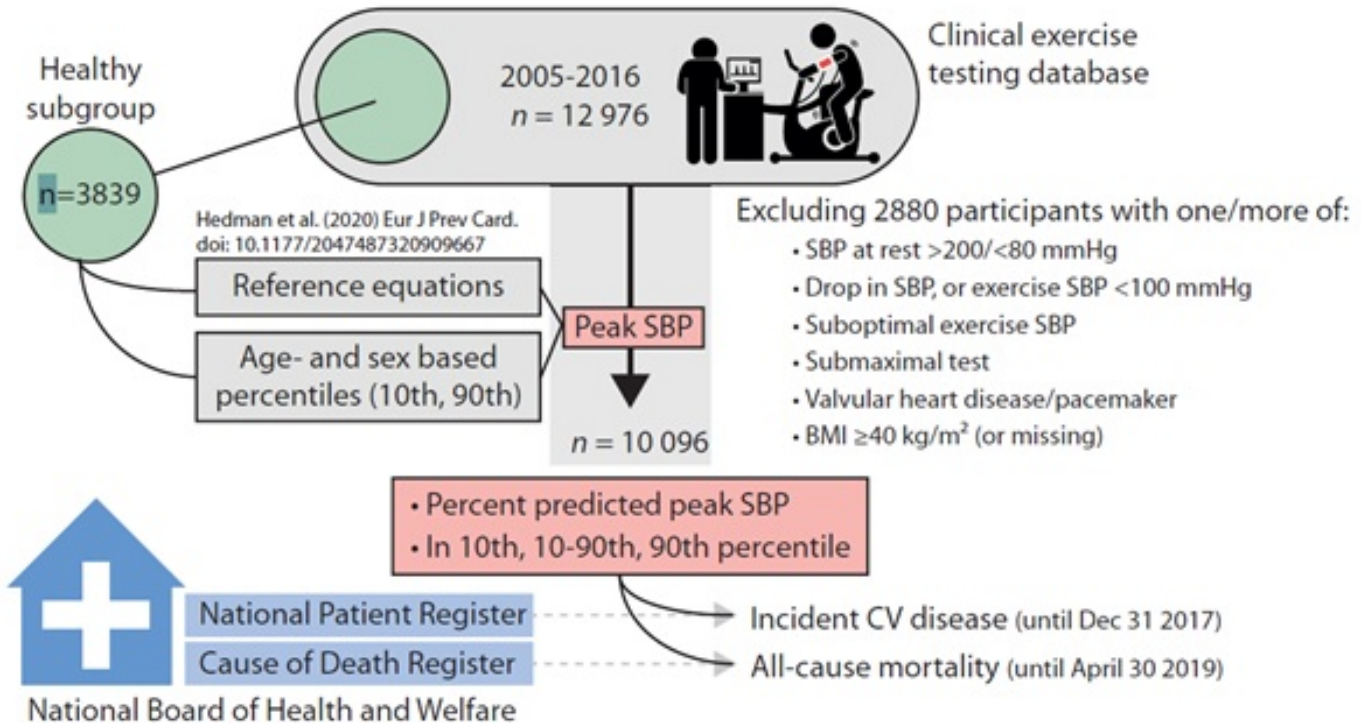 Healthy
subgroup
n=3839
2005-2016
n = 12 976
Clinical exercise
testing database
Hedman et al. (2020) Eur J Prev Card.
doi: 10.1177/2047487320909667
Reference equations
Age- and sex based
percentiles (10th, 90th)
Peak SBP
n = 10 096
Excluding 2880 participants with one/more of:
• SBP at rest >200/<80 mmHg
• Drop in SBP, or exercise SBP <100 mmHg
• Suboptimal exercise SBP
• Submaximal test
• Valvular heart disease/pacemaker
• BMI ≥40 kg/m² (or missing)
• Percent predicted peak SBP
• In 10th, 10-90th, 90th percentile
National Patient Register
Cause of Death Register
National Board of Health and Welfare
Incident CV disease (until Dec 31 2017)
All-cause mortality (until April 30 2019)